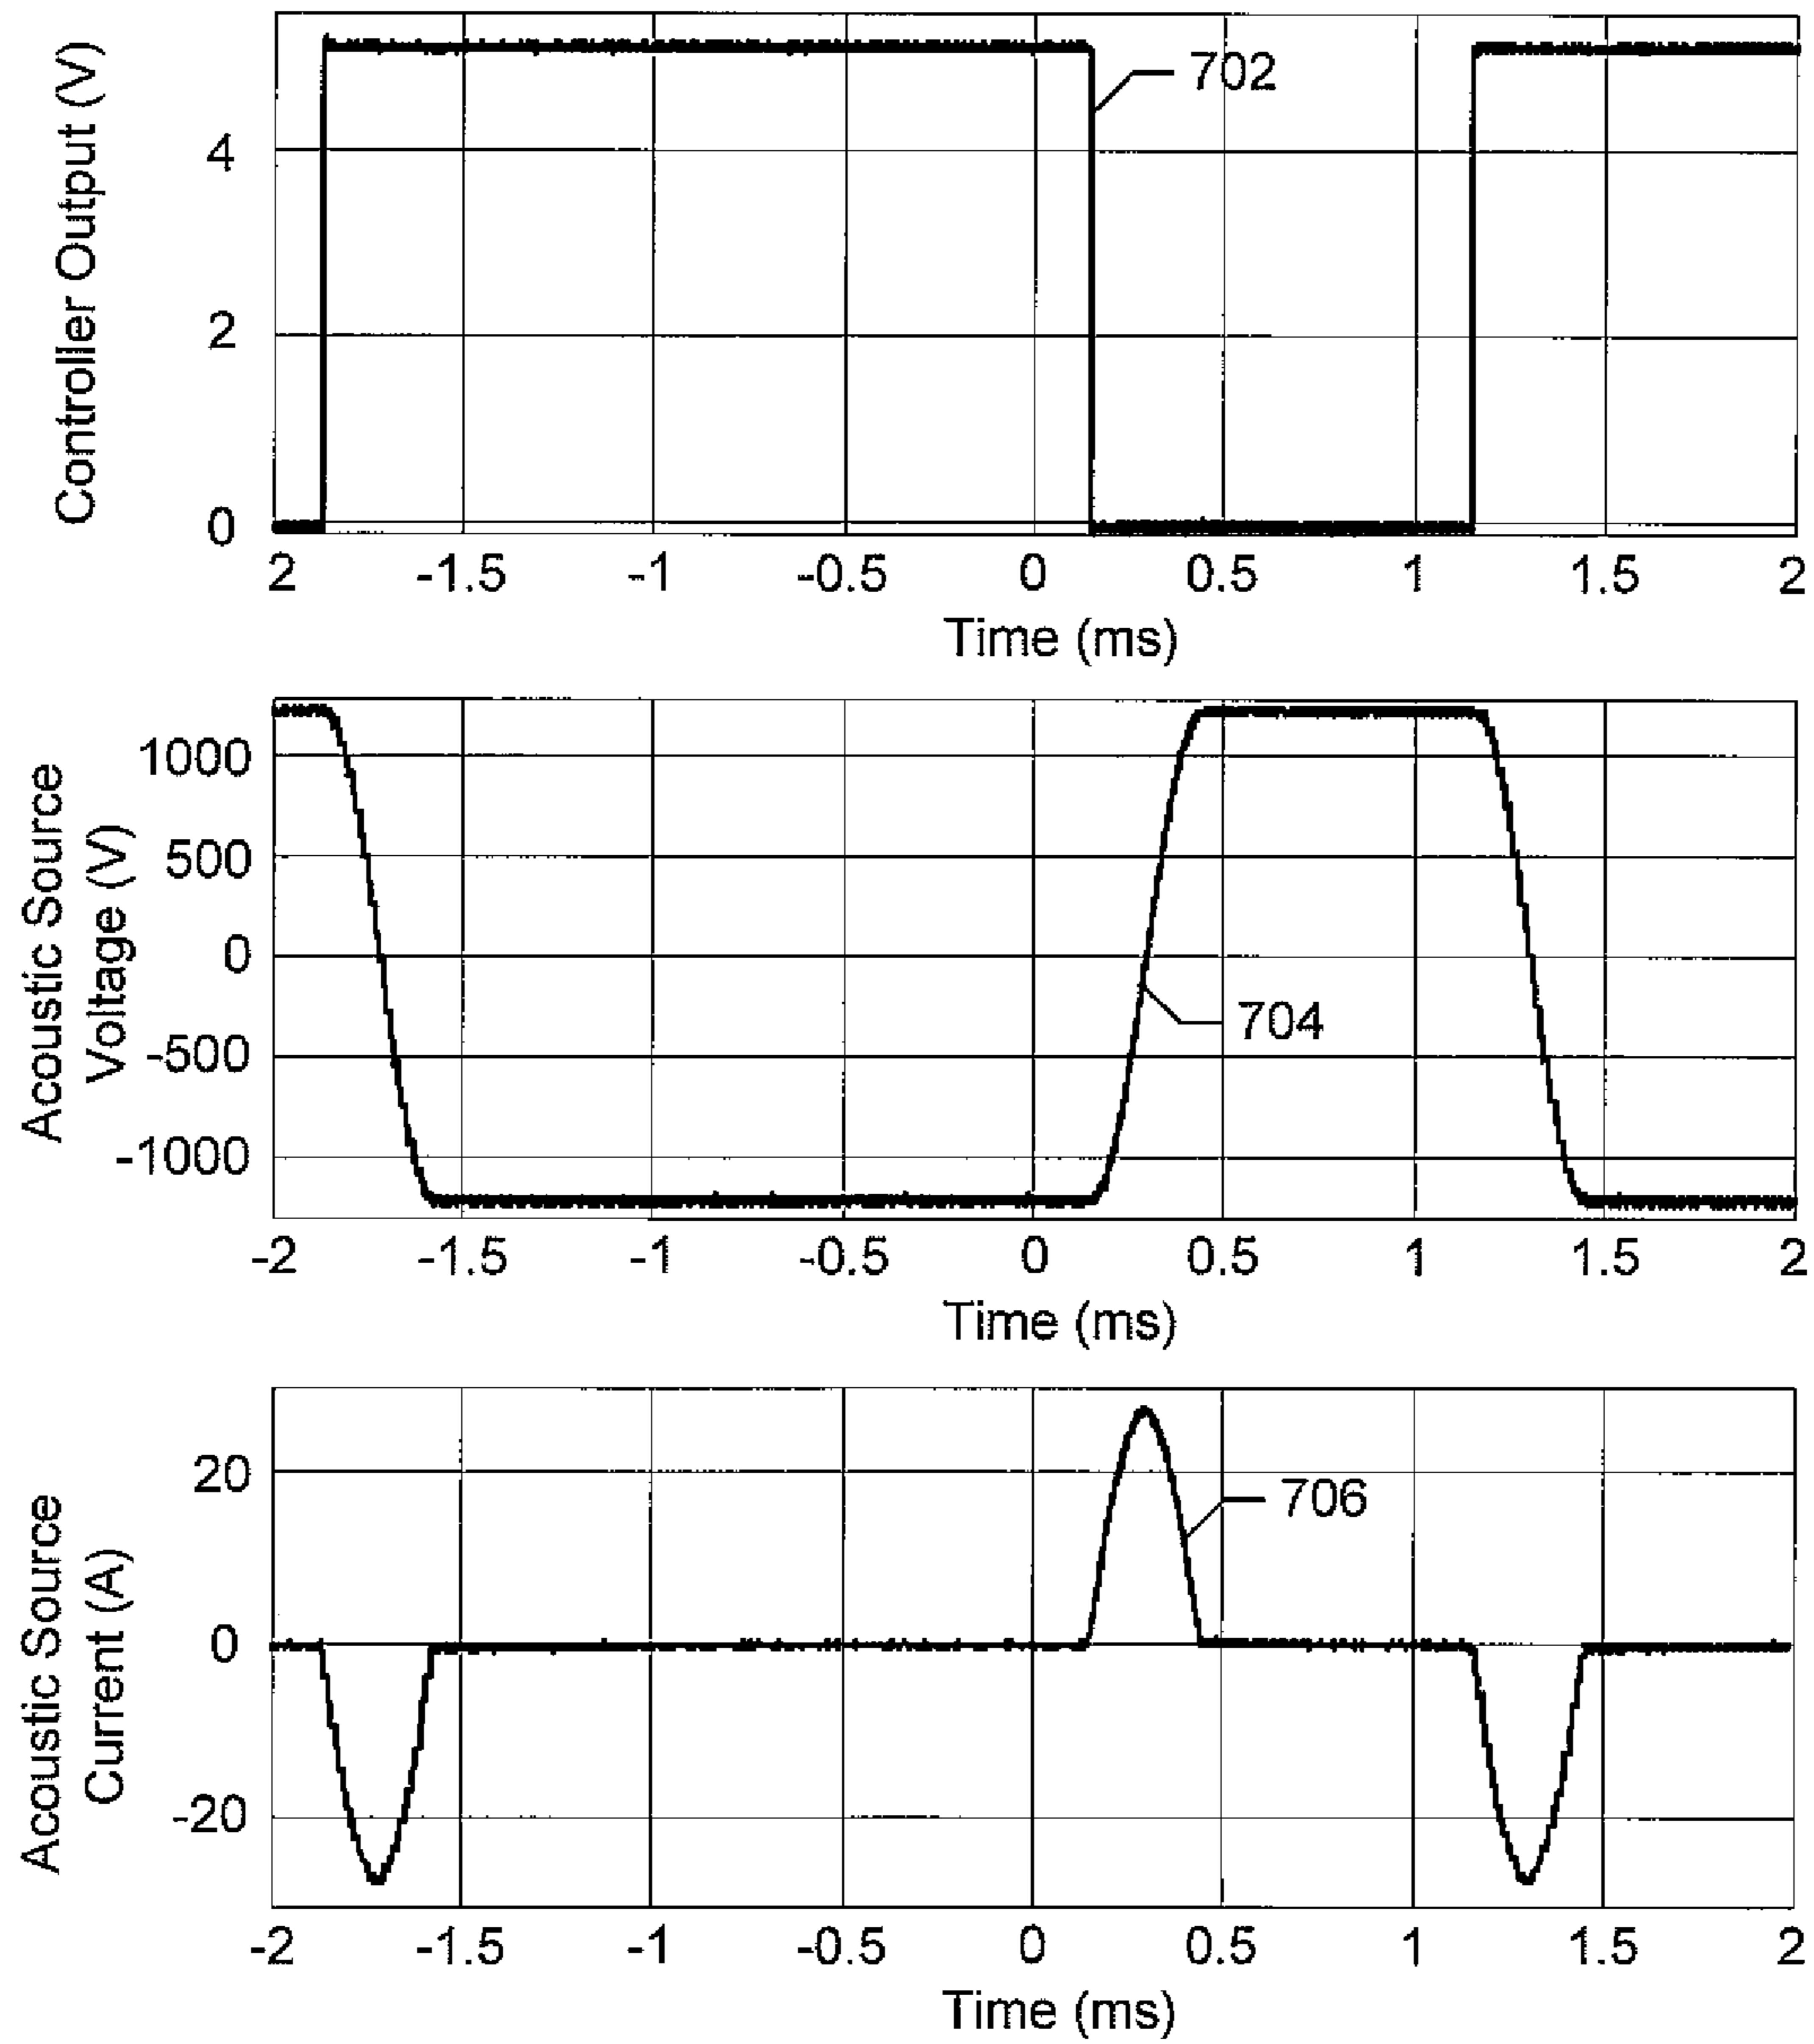 Controller Output (V)
4
2
0
702
2 -1.5 -1 -0.5 0 0.5 1 1.5 2
Time (ms)
Acoustic Source
Voltage (V)
1000
500
0
-500
-1000
704
-2 -1.5 -1 -0.5 0 0.5 1 1.5 2
Time (ms)
Acoustic Source
Current (A)
20
0
-20
706
-2 -1.5 -1 -0.5 0 0.5 1 1.5 2
Time (ms)